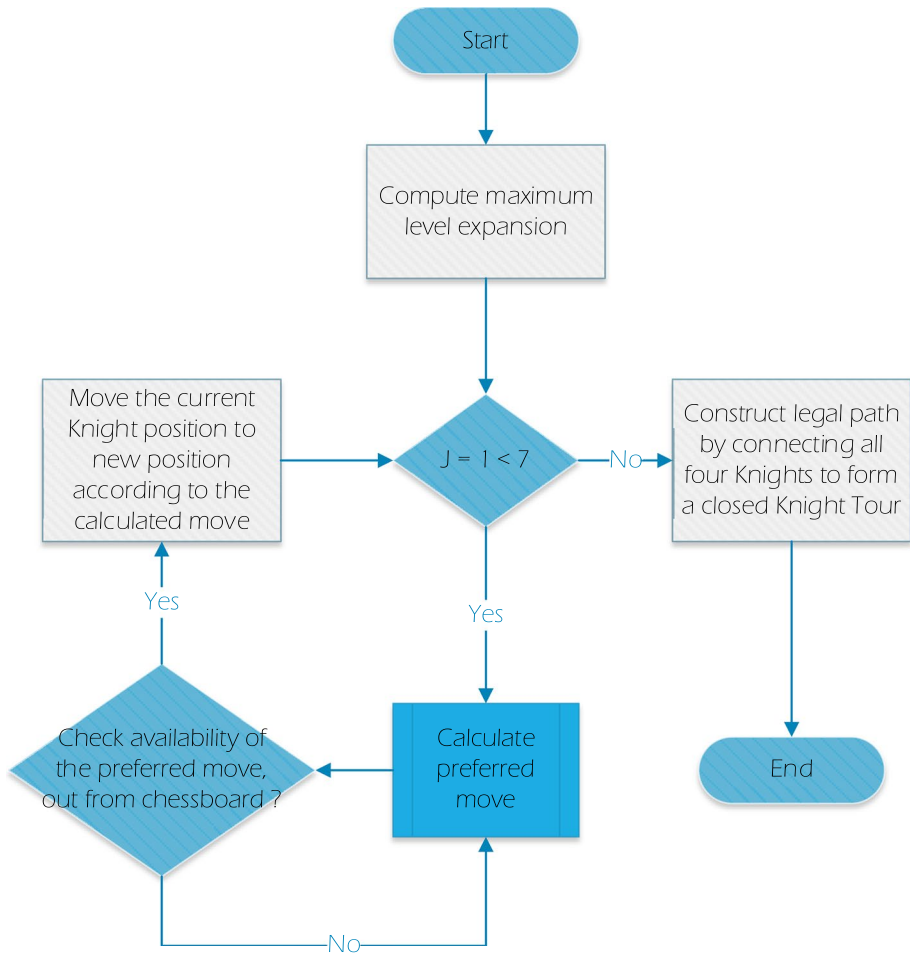 Start
Compute maximum
level expansion
Move the current
Knight position to
new position
according to the
calculated move
J = 1 < 7
No
Construct legal path
by connecting all
four Knights to form
a closed Knight Tour
Yes
Yes
Check availability of
the preferred move,
out from chessboard ?
Calculate
preferred
move
End
No